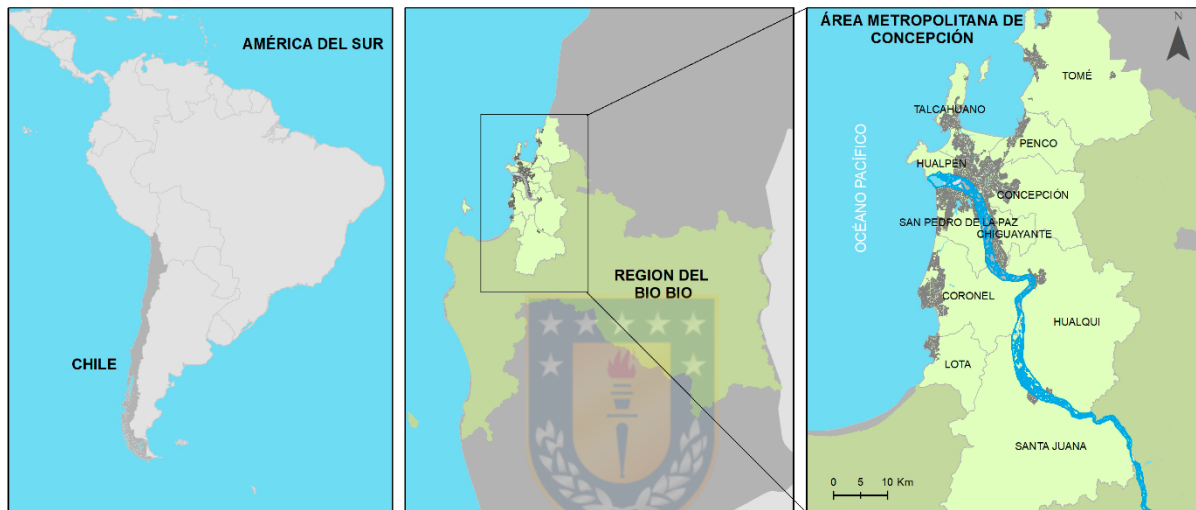 AMÉRICA DEL SUR
CHILE
REGION DEL
BIO BIO
ÁREA METROPOLITANA DE
CONCEPCIÓN
N
TOMÉ
TALCAHUANO
PENCO
HUALPÉN
CONCEPCIÓN
OCÉANO PACÍFICO
SAN PEDRO DE LA PAZ
CHIGUAYANTE
CORONEL
HUALQUI
LOTA
SANTA JUANA
0 5 10 Km